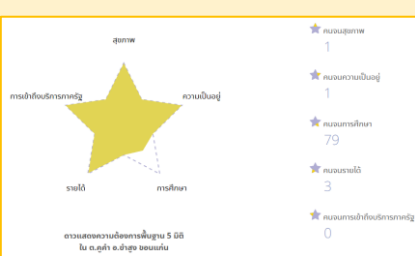 สุขภาพ
การเข้าถึงบริการภาครัฐ
ความเป็นอยู่
รายได้
การศึกษา
ดาวแสดงความต้องการพื้นฐาน 5 มิติ
ใน ต.คูคำ อ.ซำสูง ขอนแก่น
คนจนสุขภาพ
1
คนจนความเป็นอยู่
1
คนจนการศึกษา
79
คนจนรายได้
3
คนจนการเข้าถึงบริการภาครัฐ
0